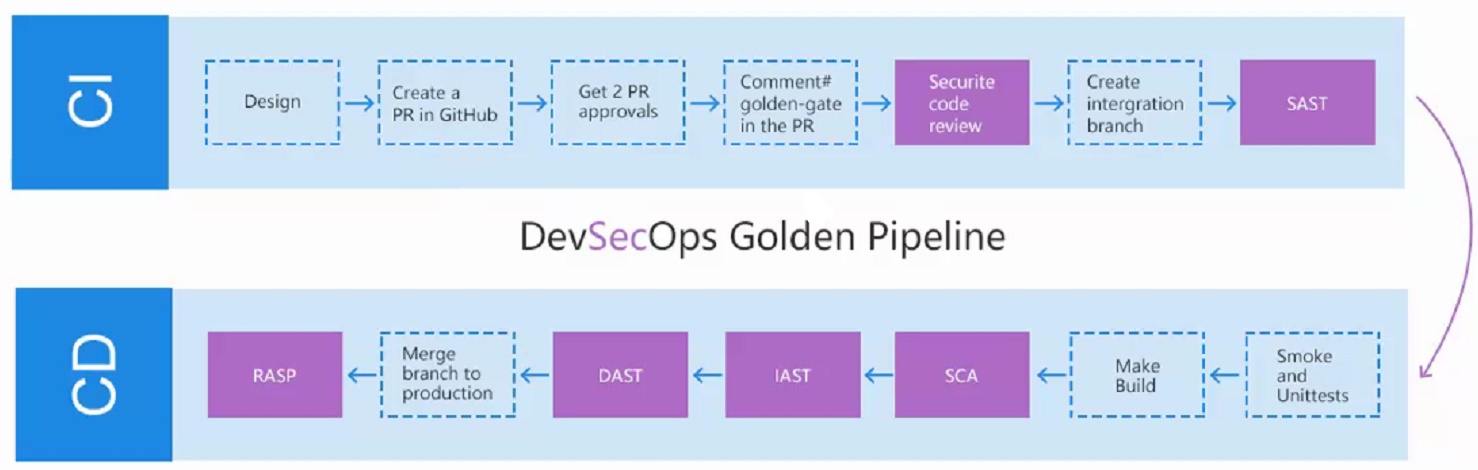 CI
Design
Create a
PR in GitHub
Get 2 PR
approvals
Comment#
golden-gate
in the PR
Securite
code
review
Create
intergration
branch
SAST
DevSecOps Golden Pipeline
CD
RASP
Merge
branch to
production
DAST
IAST
SCA
Make
Build
Smoke
and
Unittests